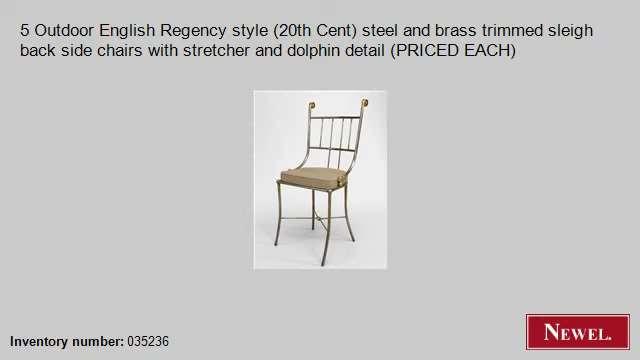 5 Outdoor English Regency style (20th Cent) steel and brass trimmed sleigh
back side chairs with stretcher and dolphin detail (PRICED EACH)
Inventory number: 035236
NEWEL.